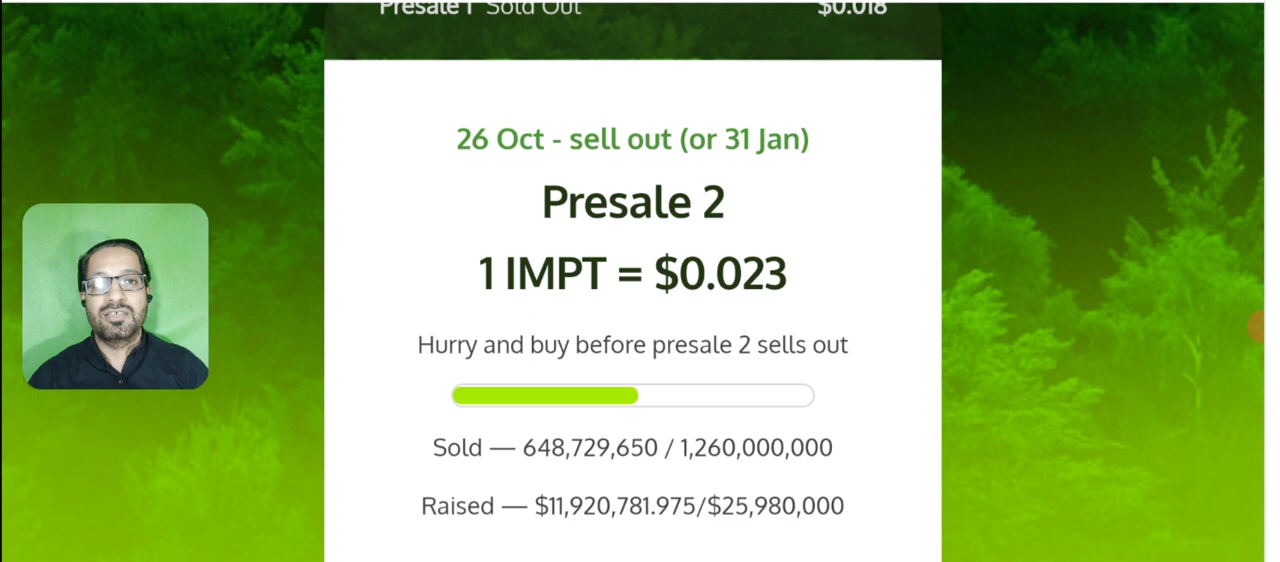 Presale 1 Sold Out $0.018
26 Oct - sell out (or 31 Jan)
Presale 2
1 IMPT = $0.023
Hurry and buy before presale 2 sells out
Sold — 648,729,650 / 1,260,000,000
Raised — $11,920,781.975/$25,980,000